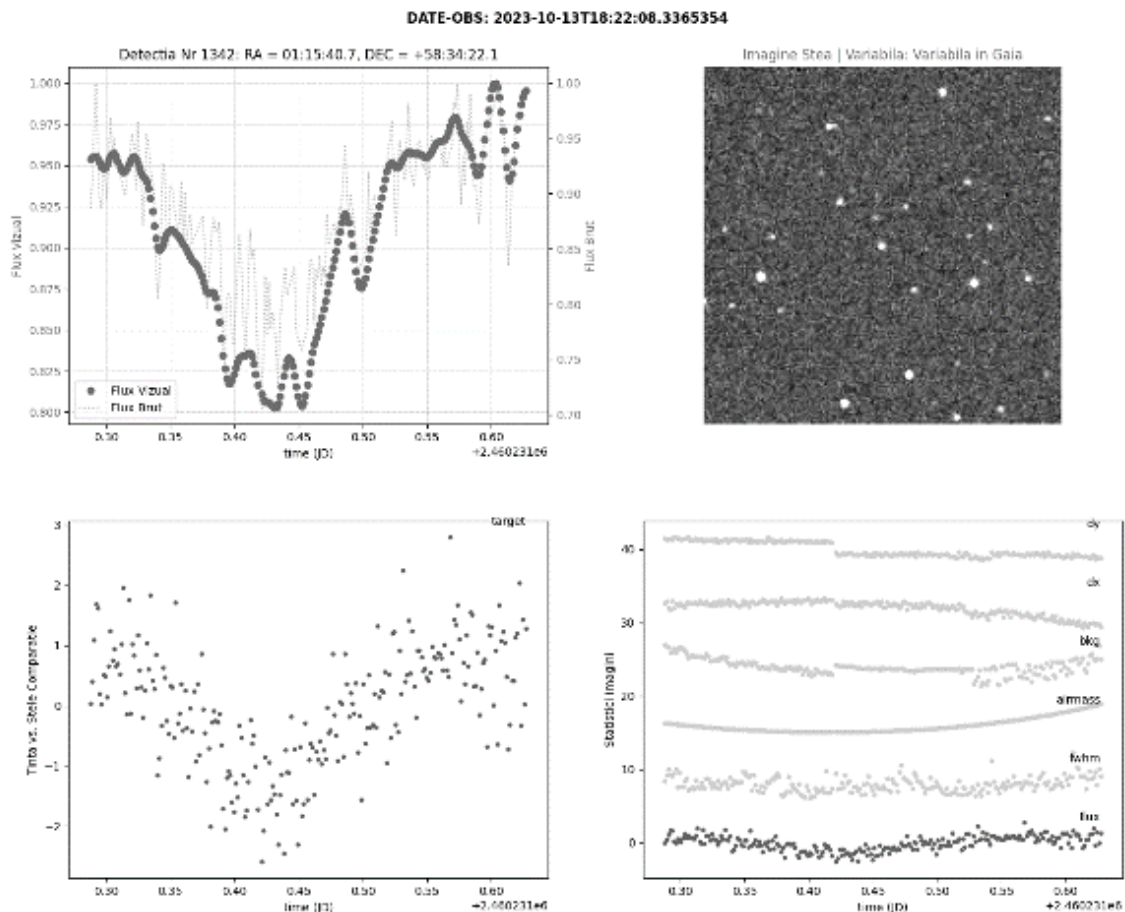 DATE-OBS: 2023-10-13T18:22:08.3365354
Detectia Nr 1342: RA = 01:15:40.7, DEC = +58:34:22.1
1.000
0.975
0.950
0.925
0.900
0.875
0.850
0.825
0.800
Flux Vizual
1.00
0.95
0.90
0.85
0.80
0.75
0.70
Flux Brut
Flux Vizual
Flux Brut
0.30 0.35 0.40 0.45 0.50 0.55 0.60
time (JD)
+2.460231e6
Imagine Stea | Variabila: Variabila in Gaia
target
3
2
1
0
−1
−2
Tinta vs. Stele Comparatie
0.30 0.35 0.40 0.45 0.50 0.55 0.60
time (JD)
+2.460231e6
40
30
20
10
0
Statistici Imagini
dy
dx
bkg
airmass
fwhm
flux
0.30 0.35 0.40 0.45 0.50 0.55 0.60
time (JD)
+2.460231e6